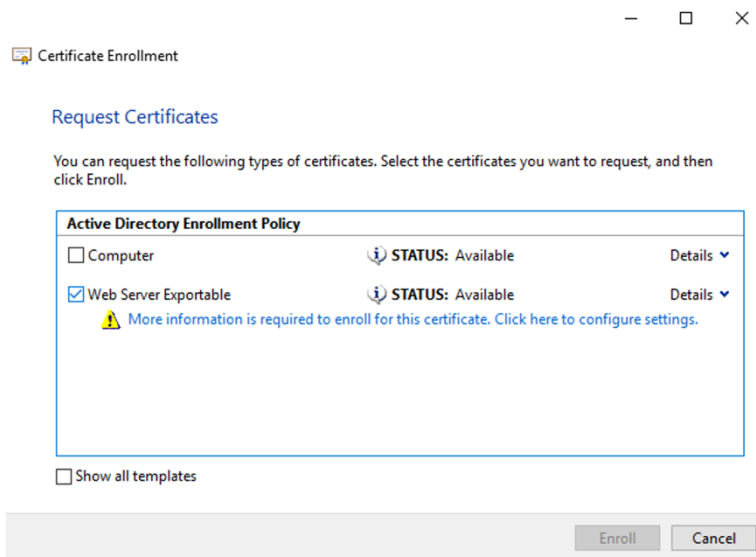 Certificate Enrollment
Request Certificates
You can request the following types of certificates. Select the certificates you want to request, and then
click Enroll.
Active Directory Enrollment Policy
Computer STATUS: Available Details
Web Server Exportable STATUS: Available Details
More information is required to enroll for this certificate. Click here to configure settings.
Show all templates
Enroll Cancel